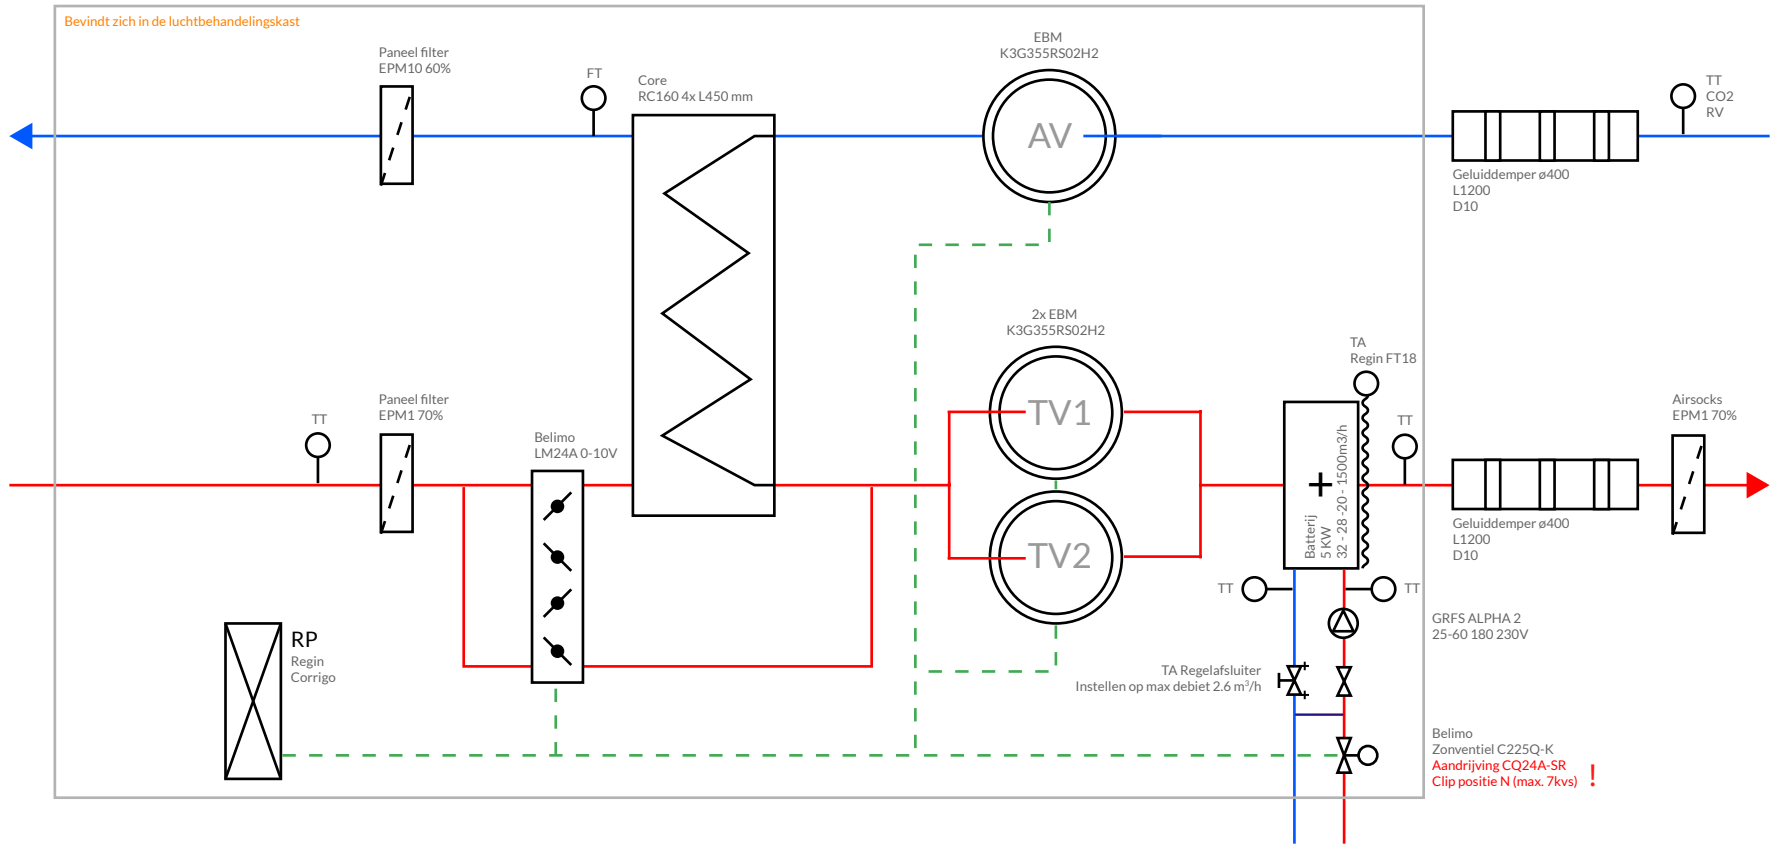 Bevindt zich in de luchtbehandelingskast
Paneel filter
EPM10 60%
FT
Core
RC160 4x L450 mm
EBM
K3G355RS02H2
AV
TT
CO2
RV
Geluiddemper ø400
L1200
D10
2x EBM
K3G355RS02H2
TV1
TV2
TA
Regin FT18
TT
Paneel filter
EPM1 70%
TT
Belimo
LM24A 0-10V
Airsocks
EPM1 70%
Batterij
5 KW
32 - 28 -20 - 1500m3/h
+
Geluiddemper ø400
L1200
D10
TT
TT
GRFS ALPHA 2
25-60 180 230V
RP
Regin
Corrigo
TA Regelafsluiter
Instellen op max debiet 2.6 m³/h
Belimo
Zonventiel C225Q-K
Aandrijving CQ24A-SR
Clip positie N (max. 7kvs)
!